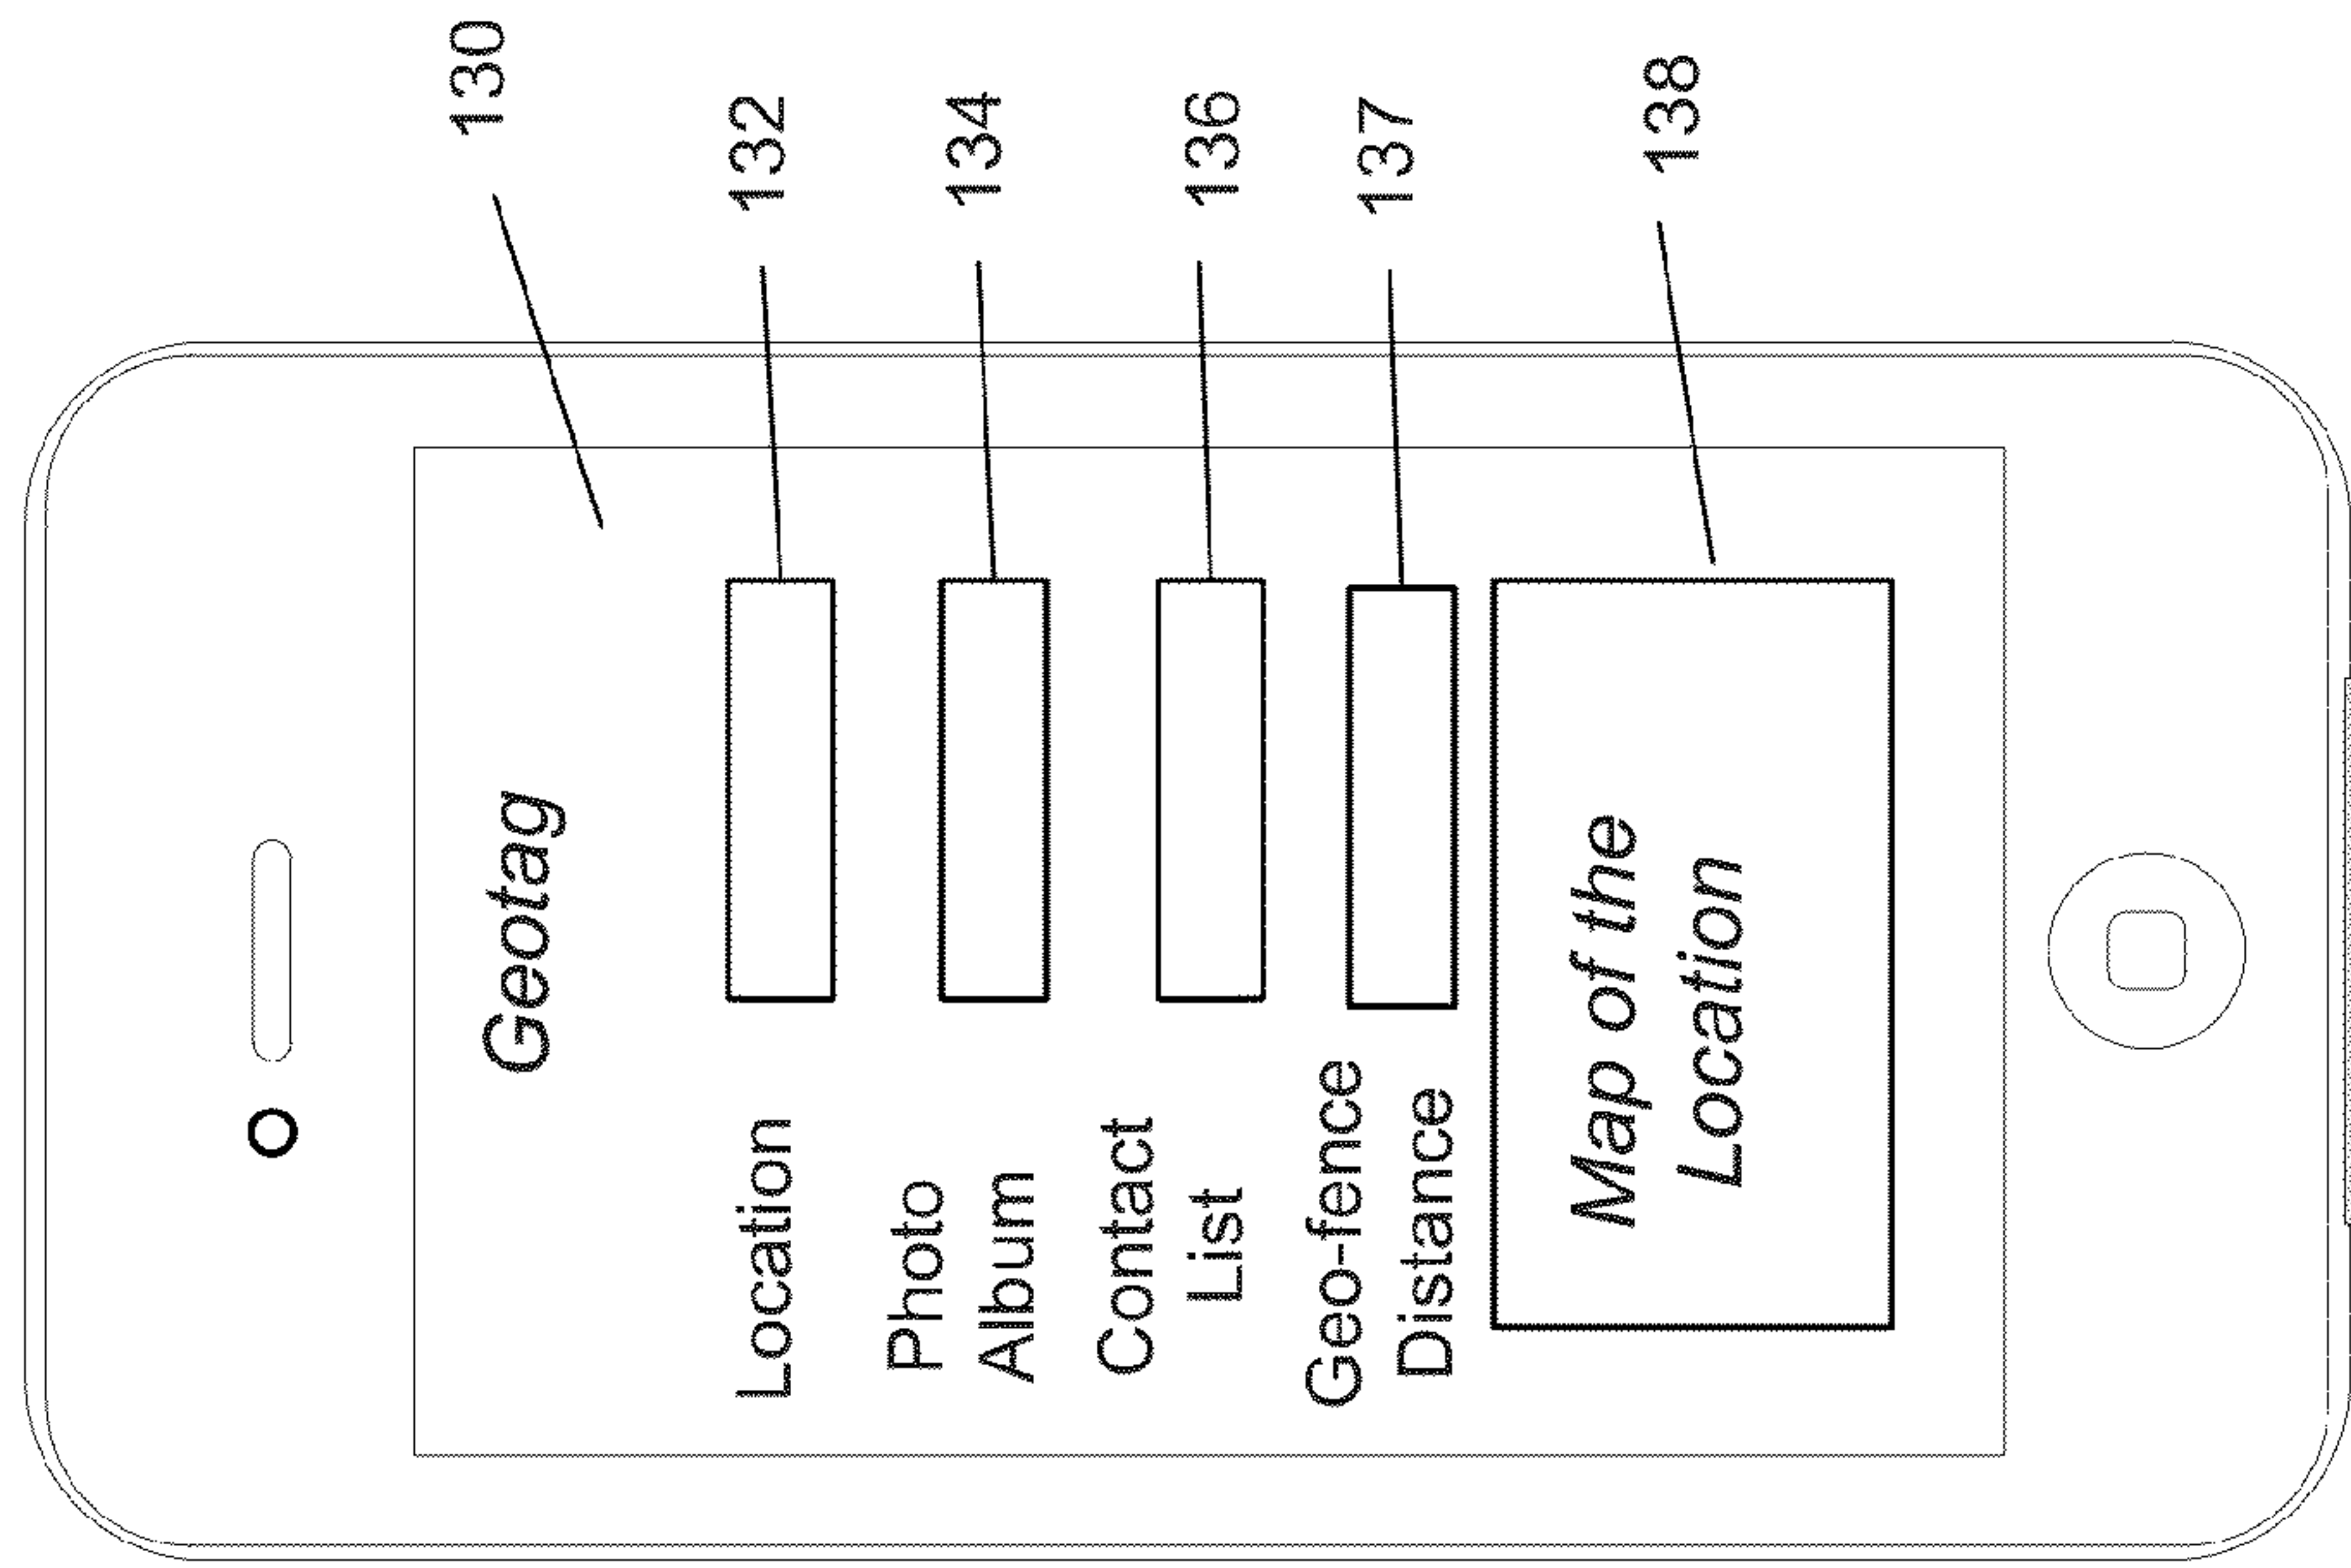 130
Geotag
Location
132
Photo
Album
134
Contact
List
136
Geo-fence
Distance
137
Map of the
Location
138